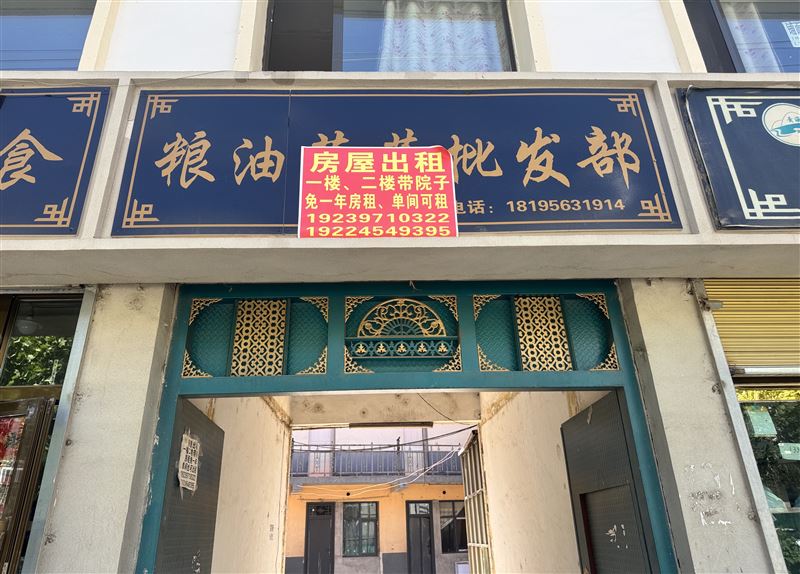 食
粮油
批发部
电话：18195631914
房屋出租
一楼、二楼带院子
免一年房租、单间可租
19239710322
19224549395